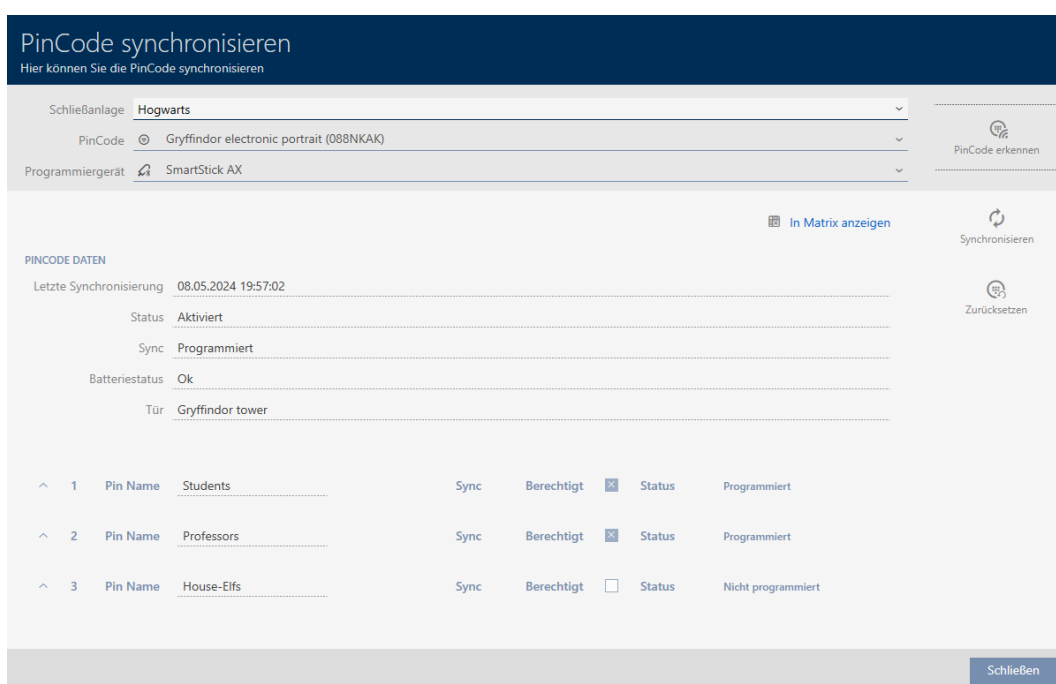 PinCode synchronisieren
Hier können Sie die PinCode synchronisieren
Schließanlage Hogwarts
PinCode Gryffindor electronic portrait (088NKAK)
PinCode erkennen
Programmiergerät SmartStick AX
In Matrix anzeigen
Synchronisieren
PINCODE DATEN
Letzte Synchronisierung 08.05.2024 19:57:02
Zurücksetzen
Status Aktiviert
Sync Programmiert
Batteriestatus Ok
Tür Gryffindor tower
1 Pin Name Students Sync Berechtigt Status Programmiert
2 Pin Name Professors Sync Berechtigt Status Programmiert
3 Pin Name House-Elfs Sync Berechtigt Status Nicht programmiert
Schließen